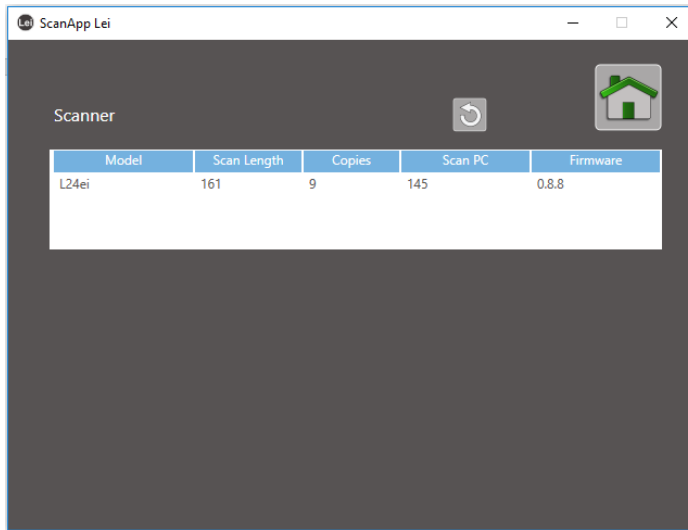 Lei ScanApp Lei
Scanner
Model Scan Length Copies Scan PC Firmware
L24ei 161 9 145 0.8.8